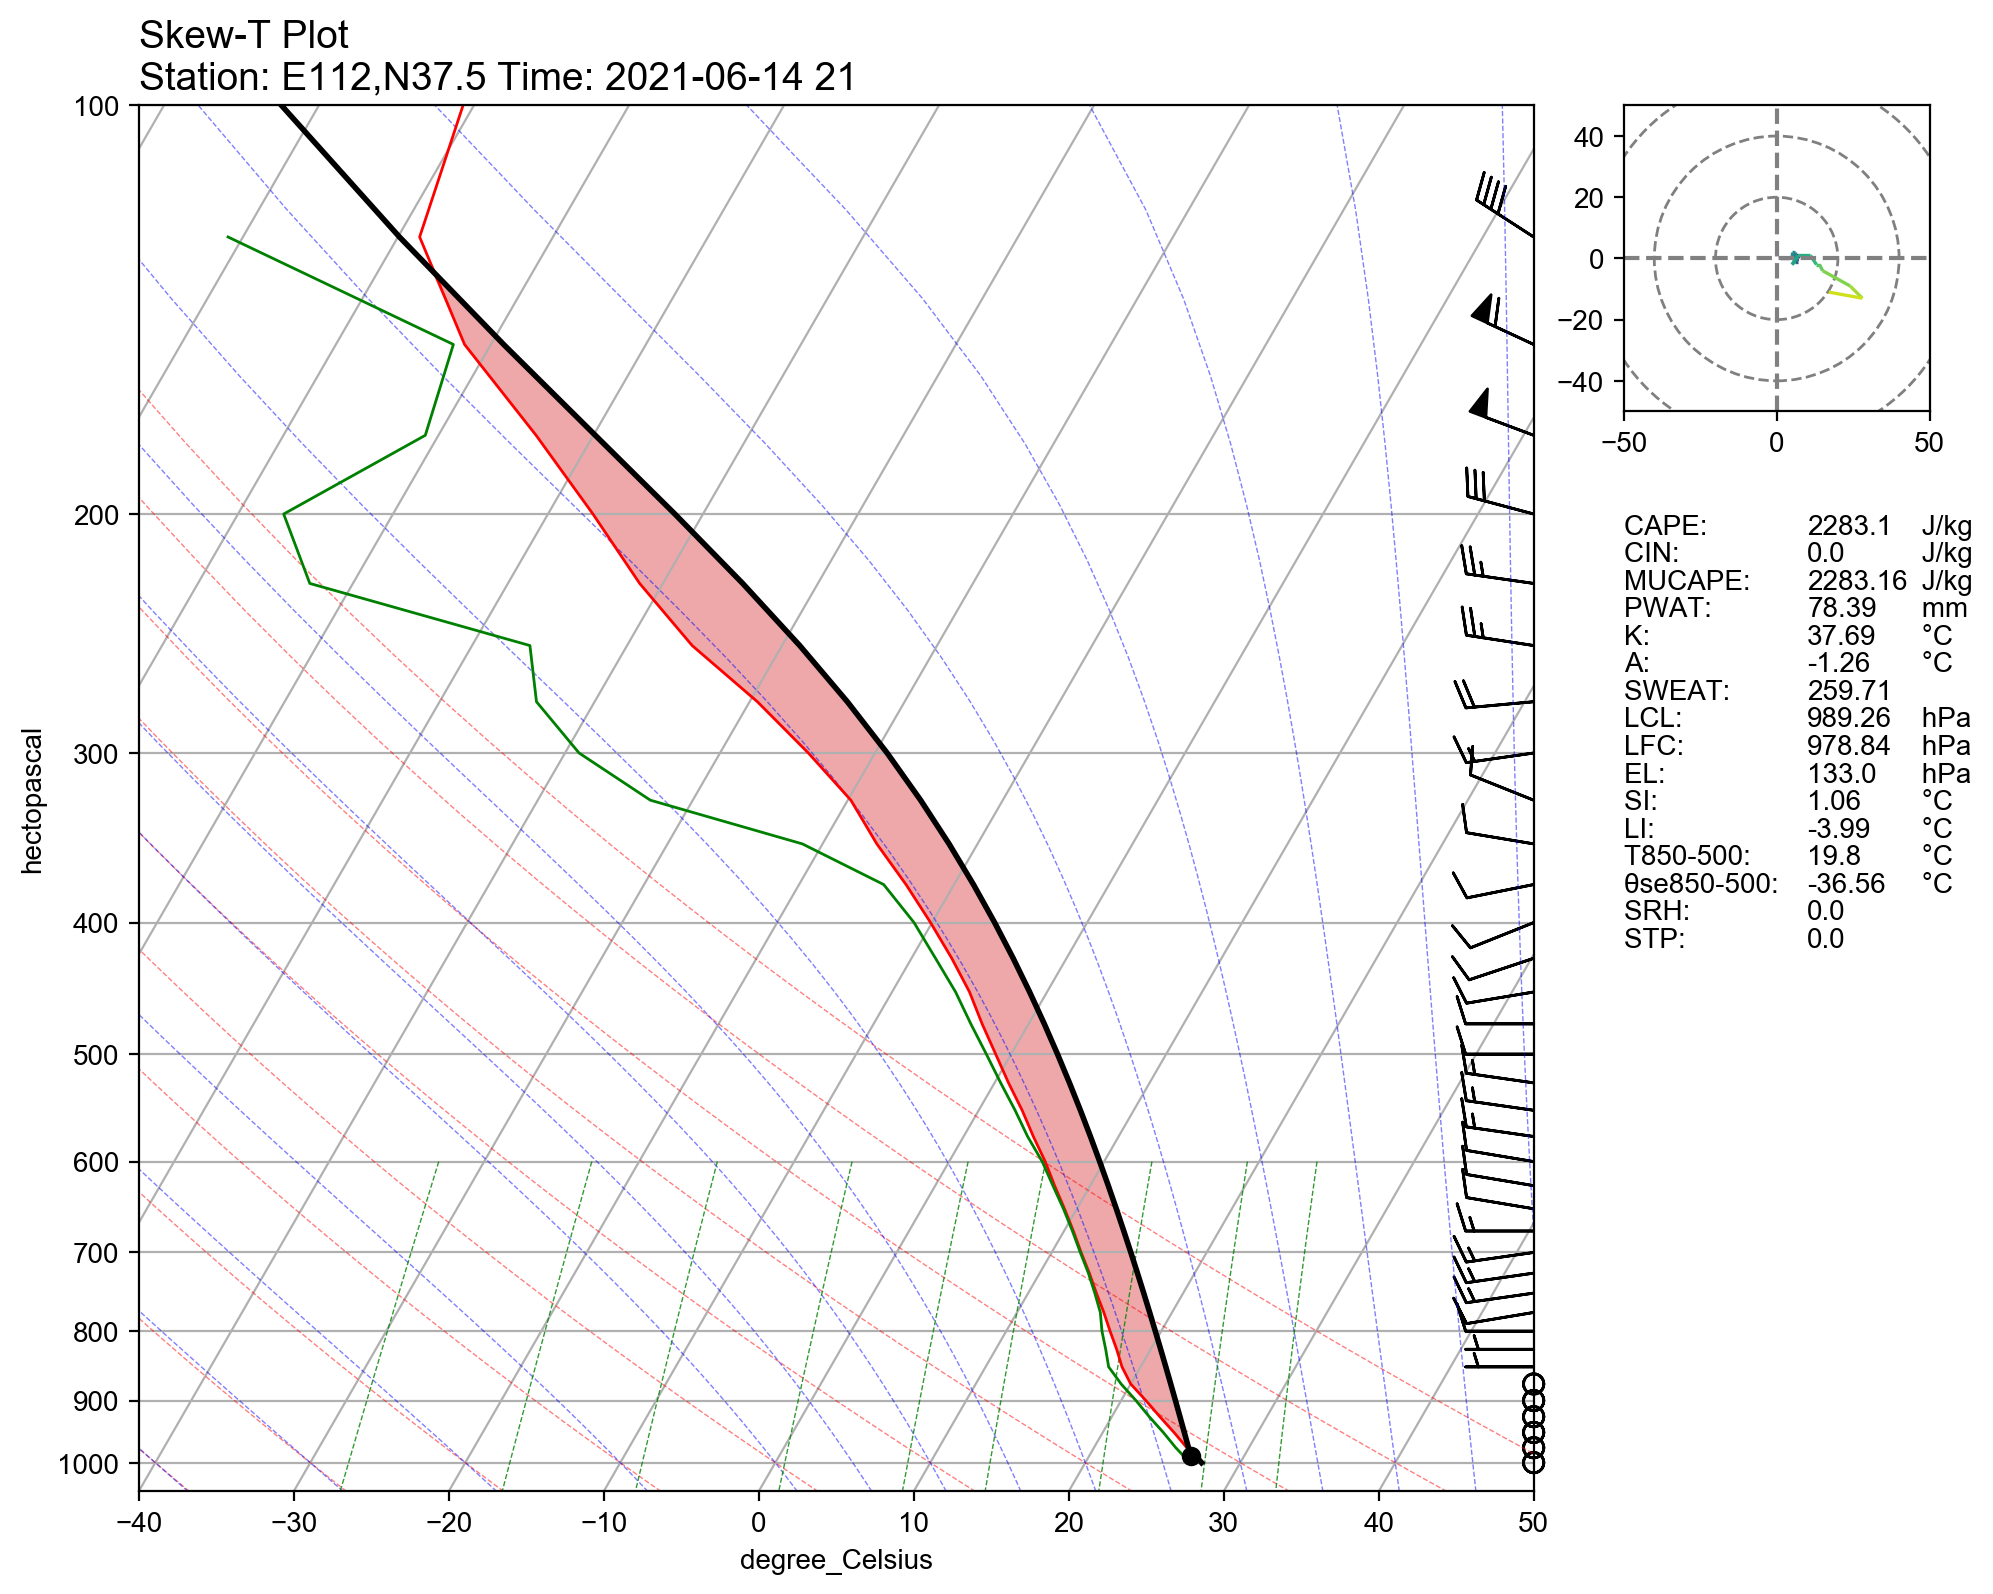 Skew-T Plot
Station: E112,N37.5 Time: 2021-06-14 21
100
200
300
400
500
600
700
800
900
1000
hectopascal
−40 −30 −20 −10 0 10 20 30 40 50
degree_Celsius
40
20
0
−20
−40
−50 0 50
CAPE: 2283.1 J/kg
CIN: 0.0 J/kg
MUCAPE: 2283.16 J/kg
PWAT: 78.39 mm
K: 37.69 °C
A: -1.26 °C
SWEAT: 259.71
LCL: 989.26 hPa
LFC: 978.84 hPa
EL: 133.0 hPa
SI: 1.06 °C
LI: -3.99 °C
T850-500: 19.8 °C
θse850-500: -36.56 °C
SRH: 0.0
STP: 0.0